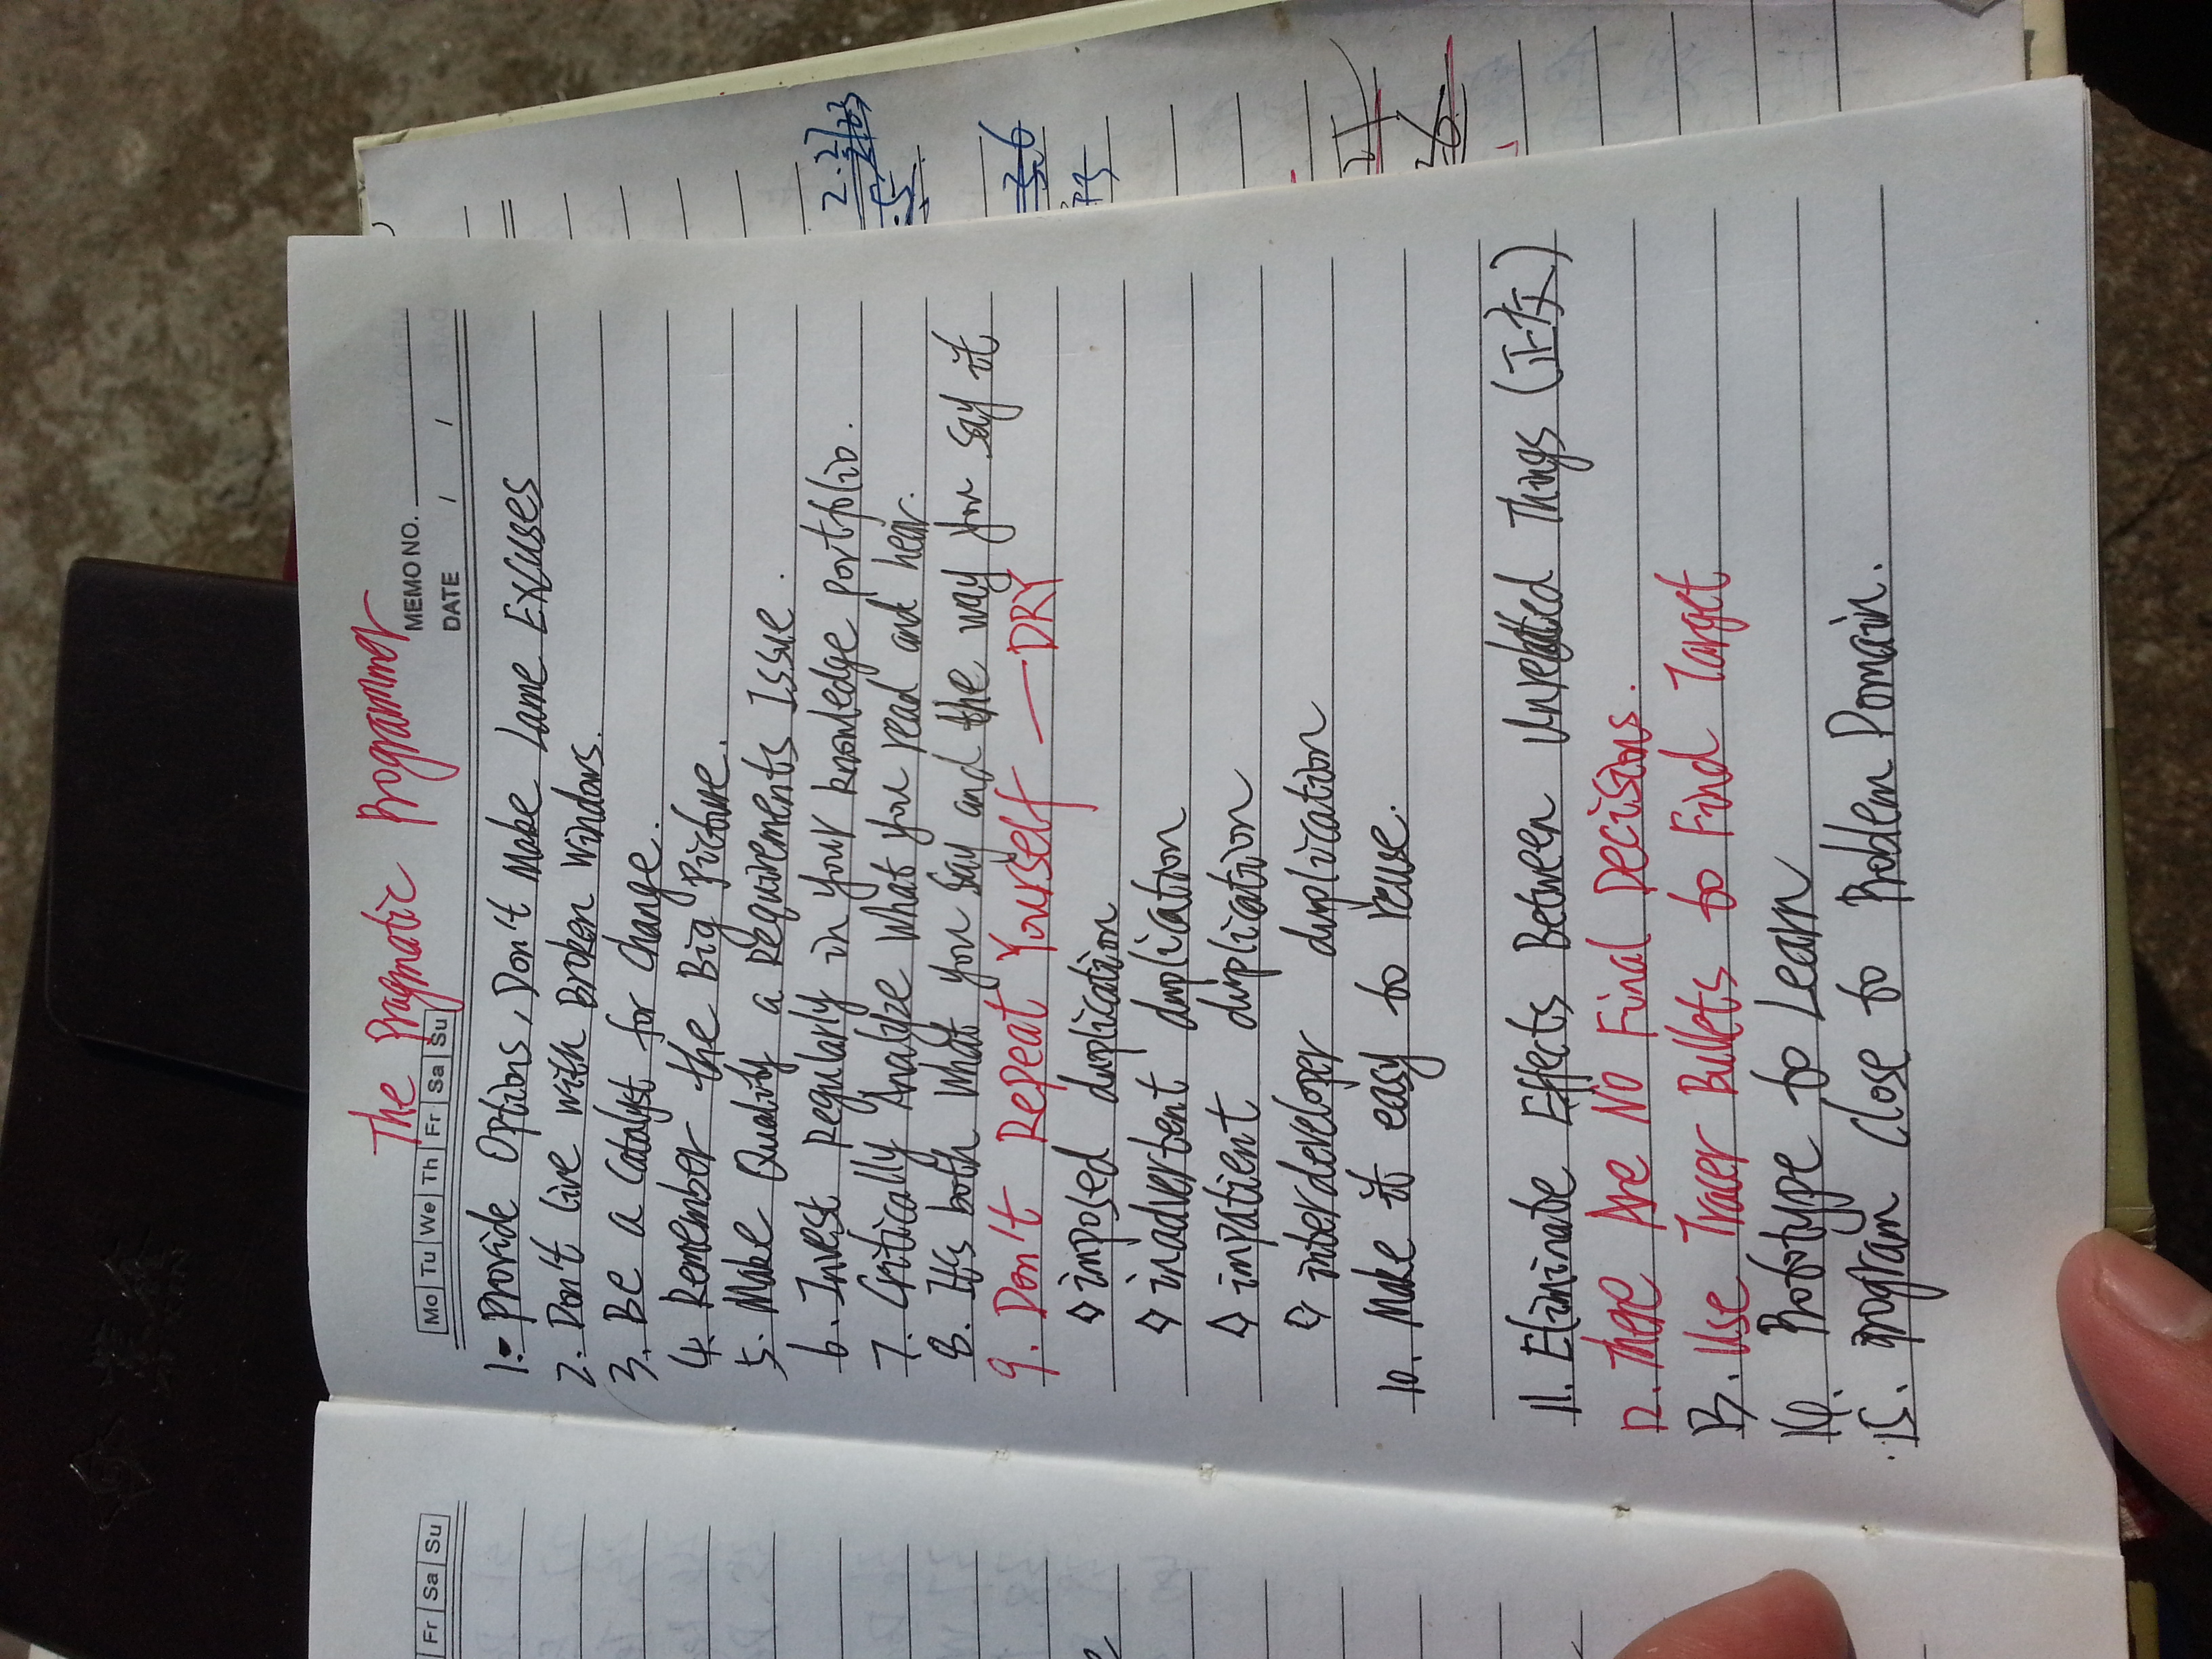 The Pragmatic Programmer
Fr Sa Su
Mo Tu We Th Fr Sa Su
MEMO NO.
DATE / /
1. Provide Options, Don't Make Lame Excuses
2. Don't live with Broken Windows.
3. Be a Catalyst for Change.
4. Remember the Big Picture.
5. Make Quality a Requirements Issue.
6. Invest Regularly in your knowledge portfolio.
7. Critically Analyze What You read and hear.
8. It's both What you Say and the way you say it
9. Don't Repeat Yourself — DRY
◇ imposed duplication
◇ inadvertent duplication
◇ impatient duplication
◇ interdeveloper duplication
10. Make it easy to reuse.
11. Eliminate Effects Between Unrelated Things (正交)
12. There Are No Final Decisions.
13. Use Tracer Bullets to Find Target
14. Prototype to Learn
15. Program Close to Problem Domain.